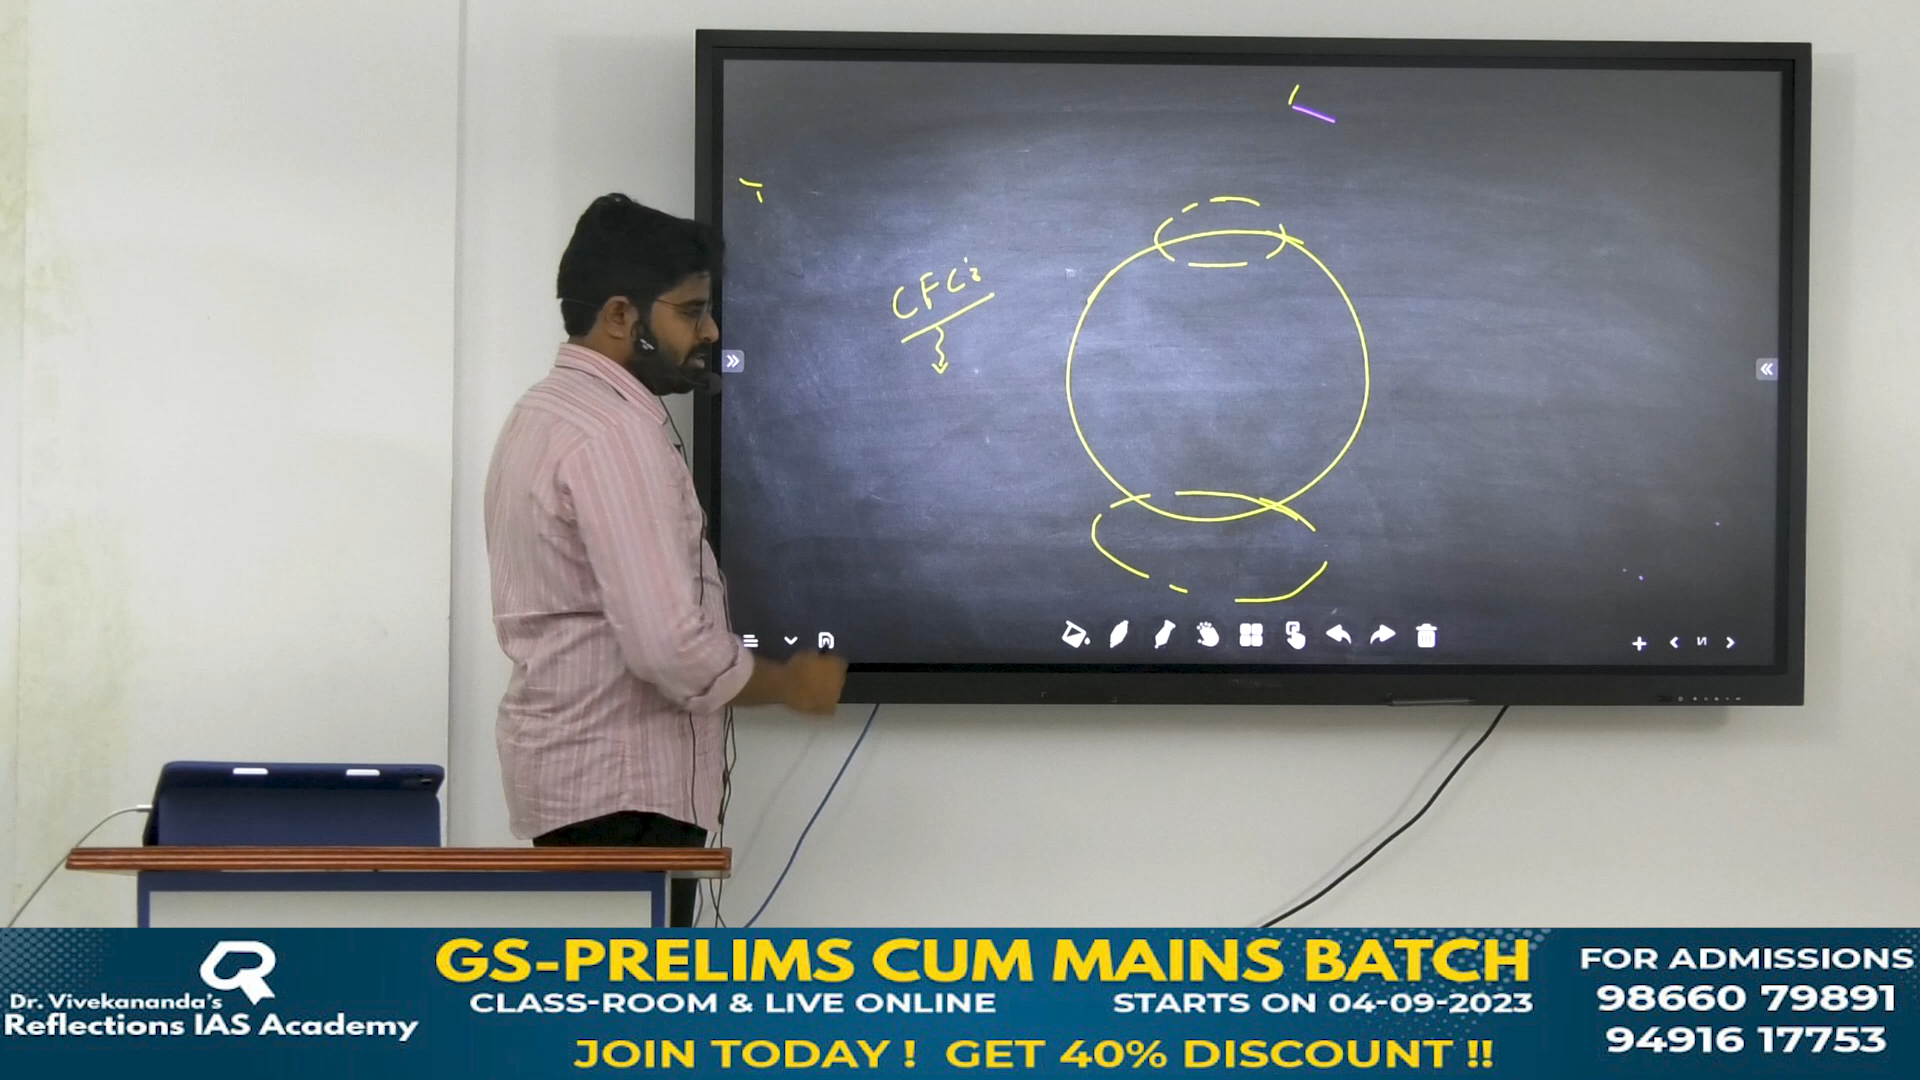 CFC's
GS-PRELIMS CUM MAINS BATCH
CLASS-ROOM & LIVE ONLINE STARTS ON 04-09-2023
JOIN TODAY ! GET 40% DISCOUNT !!
Dr. Vivekananda's
Reflections IAS Academy
FOR ADMISSIONS
98660 79891
94916 17753